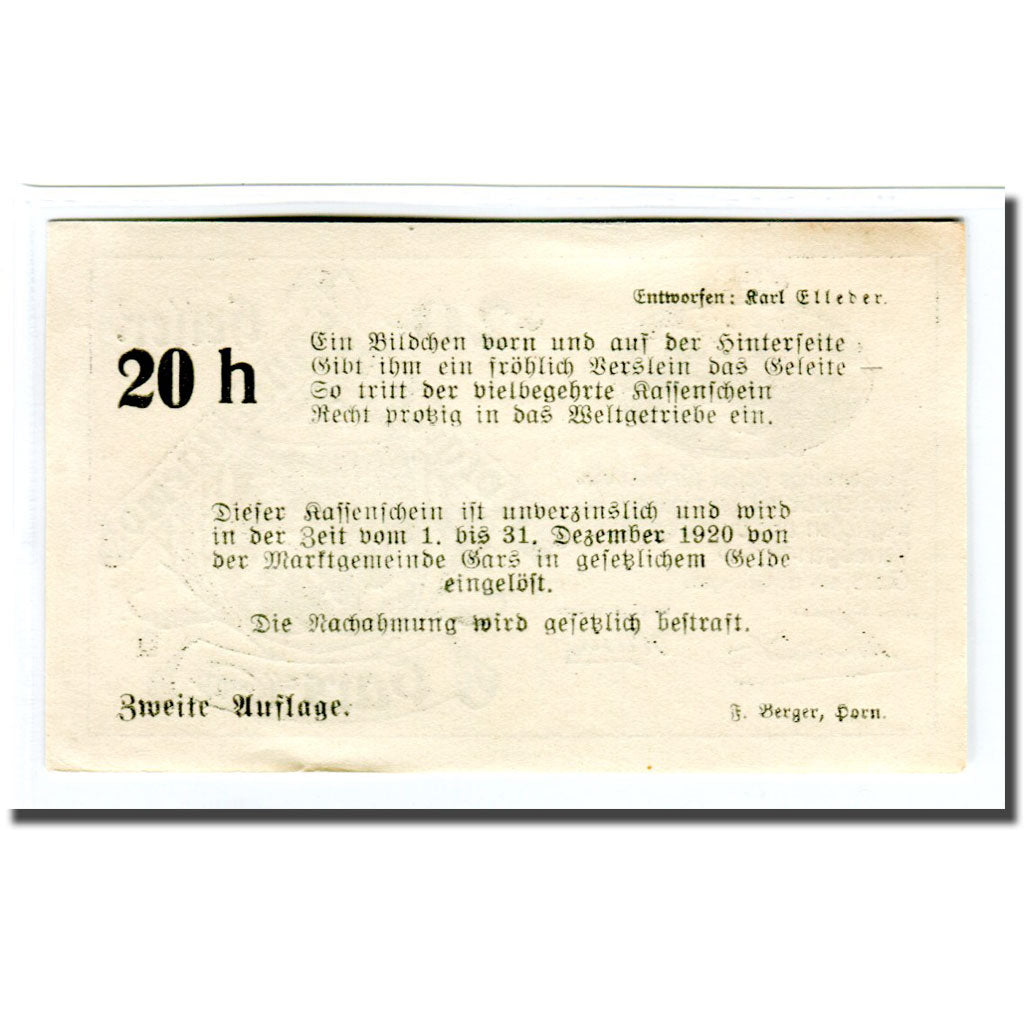 Entworfen: Karl Elleder.
20 h
Ein Bildchen vorn und auf der Hinterseite
Gibt ihm ein fröhlich Verslein das Geleite —
So tritt der vielbegehrte Kassenschein
Recht protzig in das Weltgetriebe ein.
Dieser Kassenschein ist unverzinslich und wird
in der Zeit vom 1. bis 31. Dezember 1920 von
der Marktgemeinde Gars in gesetzlichem Gelde
eingelöst.
Die Nachahmung wird gesetzlich bestraft.
Zweite Auflage.
F. Berger, Horn.